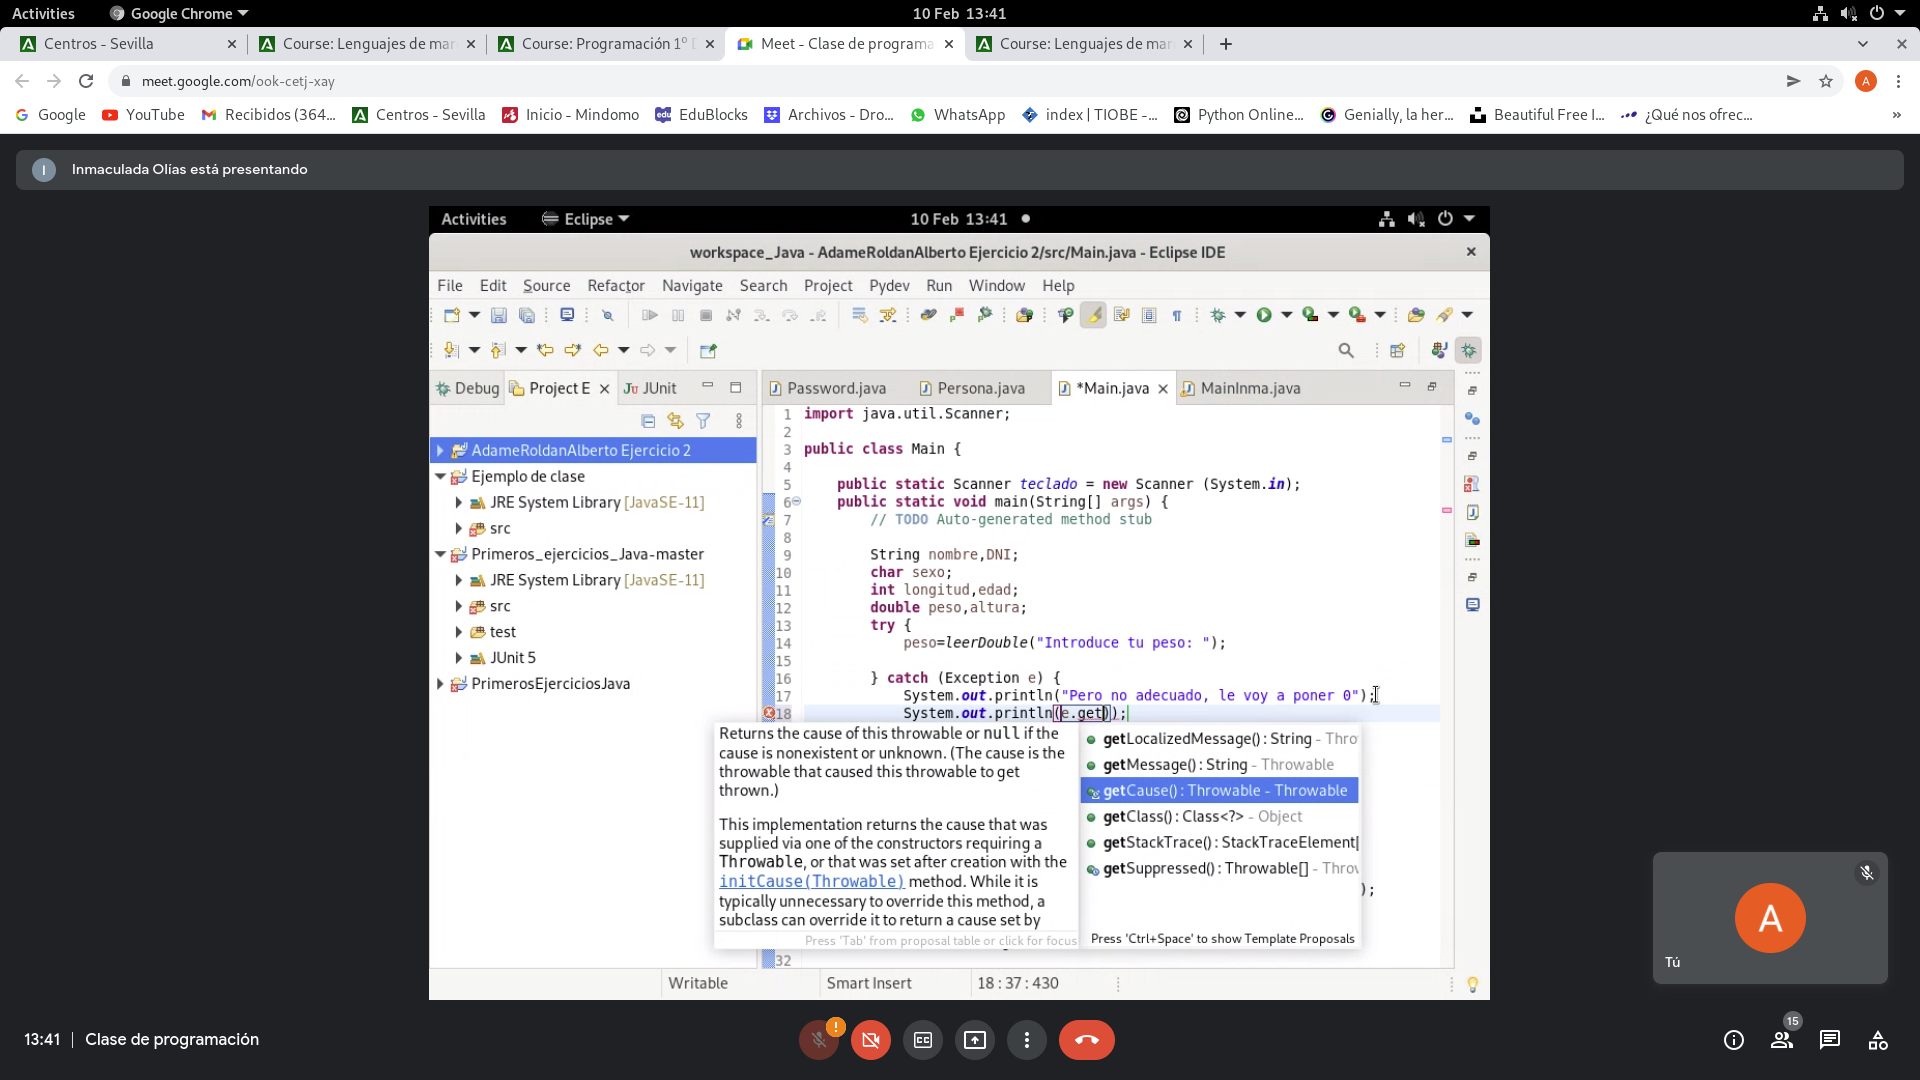 Activities Google Chrome 10 Feb 13:41
Centros - Sevilla Course: Lenguajes de mar Course: Programación 1º D Meet - Clase de programa Course: Lenguajes de mar
meet.google.com/ook-cetj-xay A
Google YouTube Recibidos (364... Centros - Sevilla Inicio - Mindomo EduBlocks Archivos - Dro... WhatsApp index | TIOBE -... Python Online... Genially, la her... Beautiful Free I... ¿Qué nos ofrec... »
I Inmaculada Olías está presentando
Activities Eclipse 10 Feb 13:41
workspace_Java - AdameRoldanAlberto Ejercicio 2/src/Main.java - Eclipse IDE
File Edit Source Refactor Navigate Search Project Pydev Run Window Help
Debug Project E JUnit Password.java Persona.java *Main.java MainInma.java
AdameRoldanAlberto Ejercicio 2
Ejemplo de clase
JRE System Library [JavaSE-11]
src
Primeros_ejercicios_Java-master
JRE System Library [JavaSE-11]
src
test
JUnit 5
PrimerosEjerciciosJava
1 import java.util.Scanner;
2
3 public class Main {
4
5 public static Scanner teclado = new Scanner (System.in);
6 public static void main(String[] args) {
7 // TODO Auto-generated method stub
8
9 String nombre,DNI;
10 char sexo;
11 int longitud,edad;
12 double peso,altura;
13 try {
14 peso=leerDouble("Introduce tu peso: ");
15
16 } catch (Exception e) {
17 System.out.println("Pero no adecuado, le voy a poner 0");
18 System.out.println(e.get);
Returns the cause of this throwable or null if the
cause is nonexistent or unknown. (The cause is the
throwable that caused this throwable to get
thrown.)
This implementation returns the cause that was
supplied via one of the constructors requiring a
Throwable, or that was set after creation with the
initCause(Throwable) method. While it is
typically unnecessary to override this method, a
subclass can override it to return a cause set by
Press 'Tab' from proposal table or click for focus
getLocalizedMessage() : String - Thro
getMessage() : String - Throwable
getCause() : Throwable - Throwable
getClass() : Class<?> - Object
getStackTrace() : StackTraceElement[
getSuppressed() : Throwable[] - Throw
);
Press 'Ctrl+Space' to show Template Proposals
32
Writable Smart Insert 18 : 37 : 430
A
Tú
13:41 | Clase de programación
! CC 15